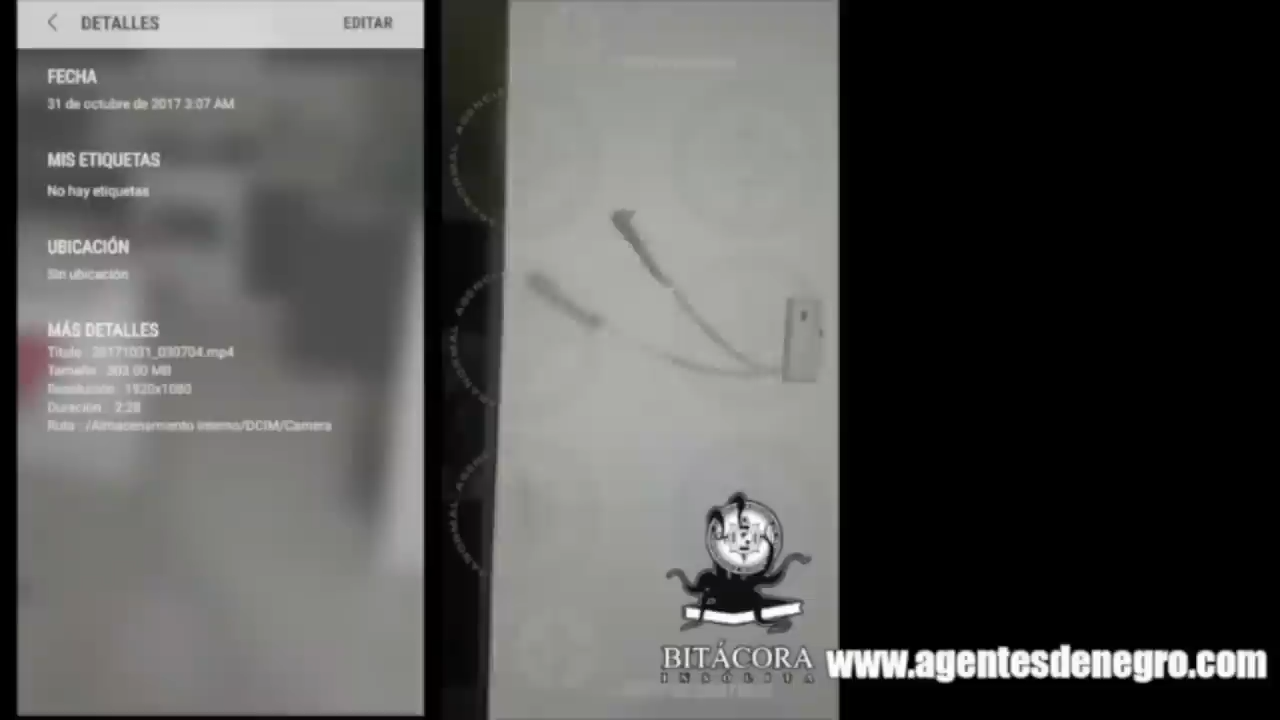 DETALLES
EDITAR
FECHA
31 de octubre de 2017 3:07 AM
MIS ETIQUETAS
No hay etiquetas
UBICACIÓN
Sin ubicación
MÁS DETALLES
Título : 20171031_030704.mp4
Tamaño : 303.00 MB
Resolución : 1920x1080
Duración : 2:28
Ruta : /Almacenamiento interno/DCIM/Camera
BITÁCORA
INSÓLITA
www.agentesdenegro.com